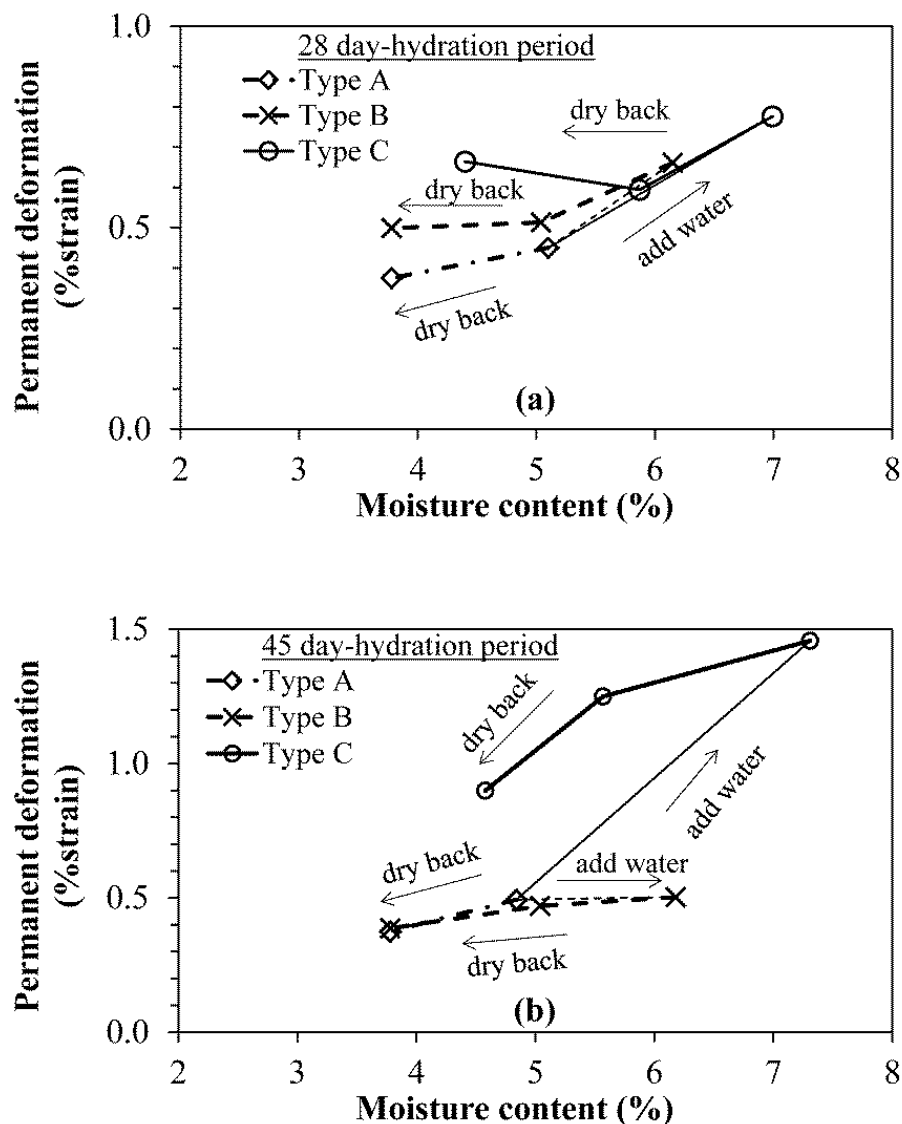 1.0
28 day-hydration period
Type A
Type B
Type C
dry back
dry back
add water
dry back
0.5
0.0
(a)
2 3 4 5 6 7 8
Moisture content (%)
Permanent deformation
(%strain)
1.5
45 day-hydration period
Type A
Type B
Type C
dry back
1.0
add water
dry back
add water
0.5
dry back
0.0
(b)
2 3 4 5 6 7 8
Moisture content (%)
Permanent deformation
(%strain)